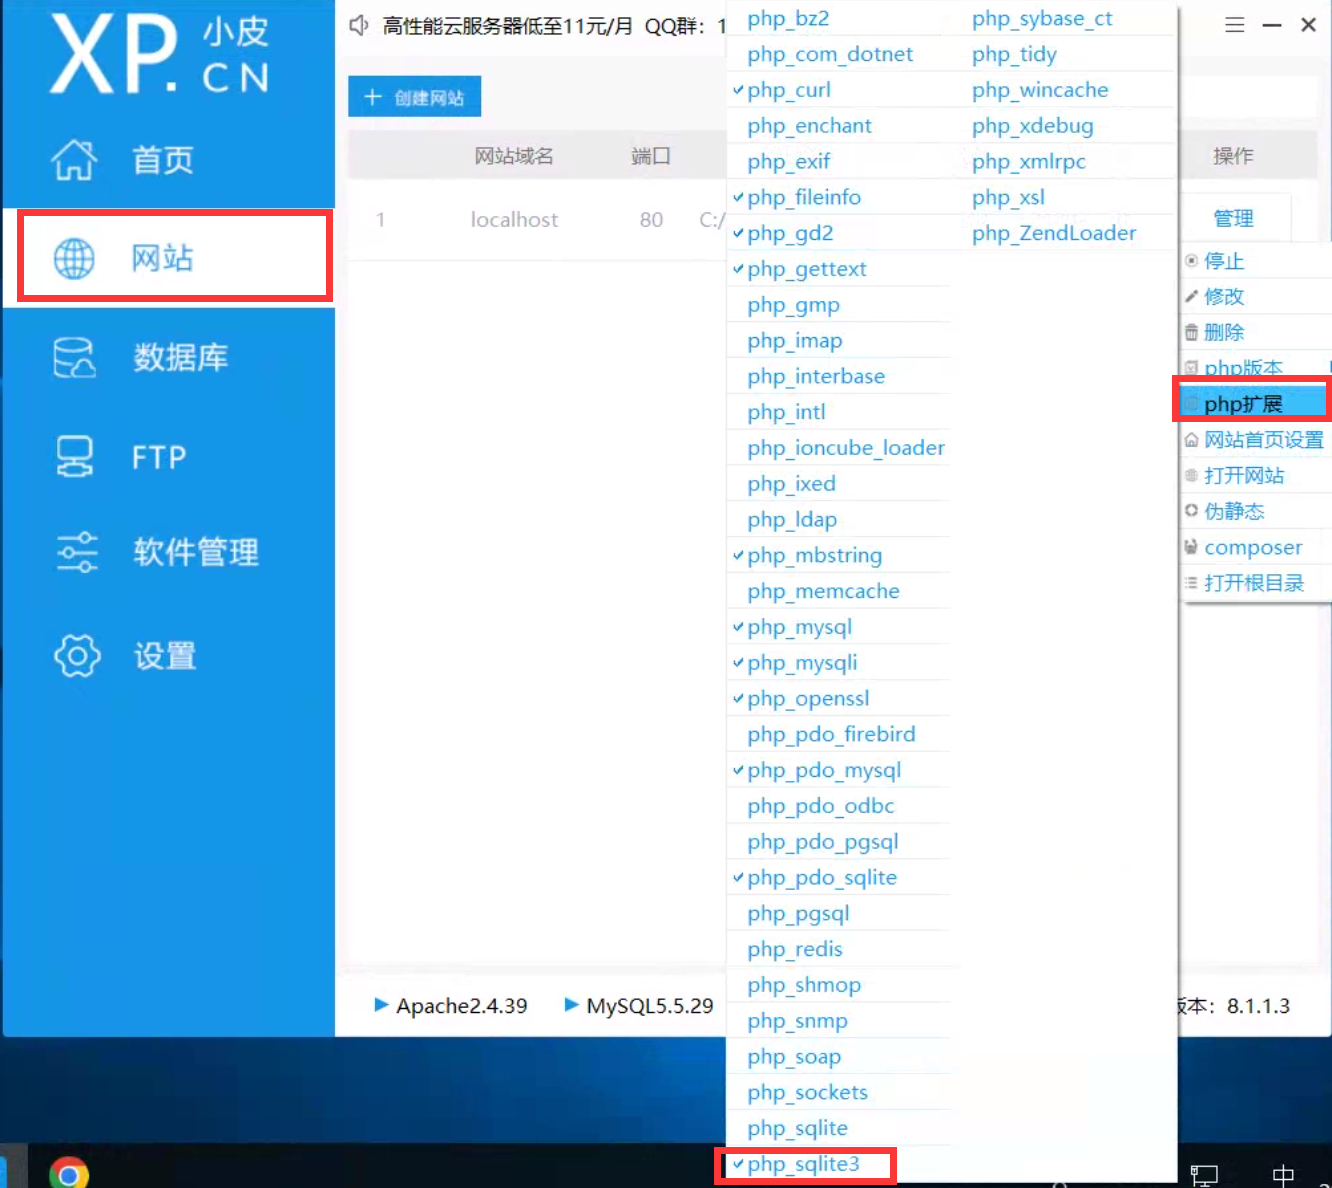 XP.CN 小皮
首页
网站
数据库
FTP
软件管理
设置
高性能云服务器低至11元/月 QQ群: 1
+ 创建网站
网站域名 端口 操作
1 localhost 80 C:/ 管理
php_bz2
php_com_dotnet
php_curl
php_enchant
php_exif
php_fileinfo
php_gd2
php_gettext
php_gmp
php_imap
php_interbase
php_intl
php_ioncube_loader
php_ixed
php_ldap
php_mbstring
php_memcache
php_mysql
php_mysqli
php_openssl
php_pdo_firebird
php_pdo_mysql
php_pdo_odbc
php_pdo_pgsql
php_pdo_sqlite
php_pgsql
php_redis
php_shmop
php_snmp
php_soap
php_sockets
php_sqlite
php_sqlite3
php_sybase_ct
php_tidy
php_wincache
php_xdebug
php_xmlrpc
php_xsl
php_ZendLoader
停止
修改
删除
php版本
php扩展
网站首页设置
打开网站
伪静态
composer
打开根目录
Apache2.4.39 MySQL5.5.29 版本: 8.1.1.3
中